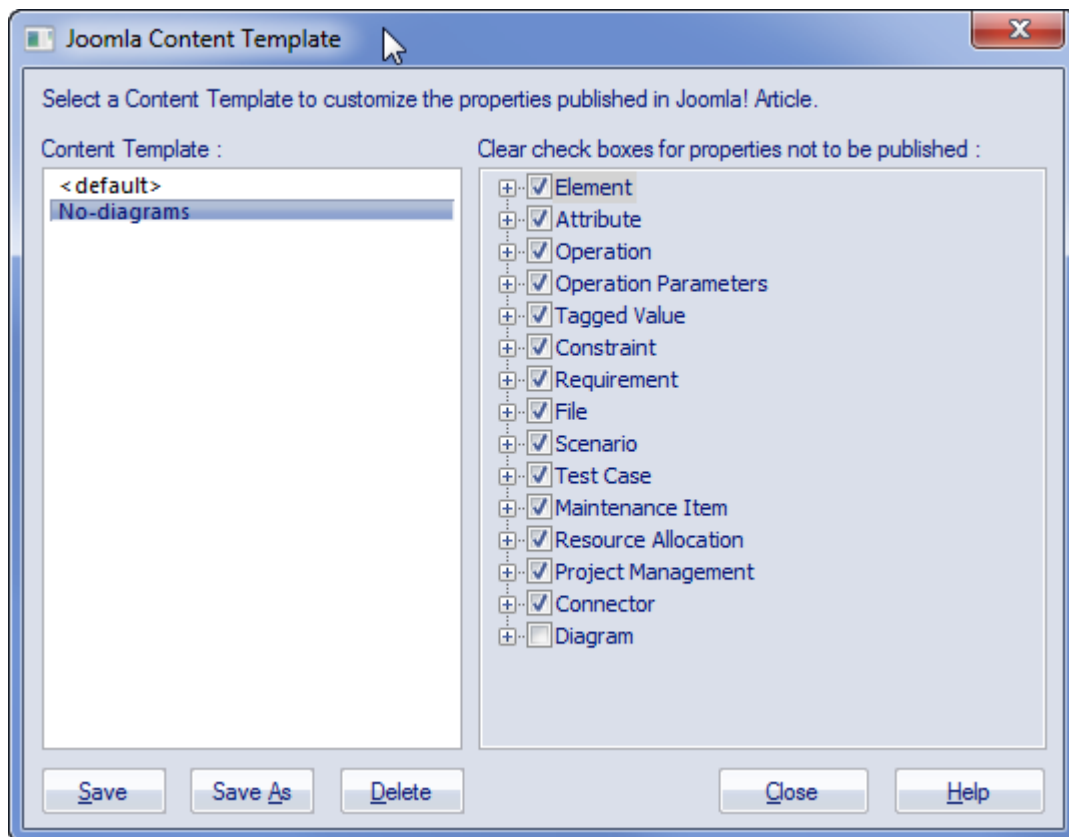 Joomla Content Template
Select a Content Template to customize the properties published in Joomla! Article.
Content Template :
<default>
No-diagrams
Clear check boxes for properties not to be published :
Element
Attribute
Operation
Operation Parameters
Tagged Value
Constraint
Requirement
File
Scenario
Test Case
Maintenance Item
Resource Allocation
Project Management
Connector
Diagram
Save
Save As
Delete
Close
Help